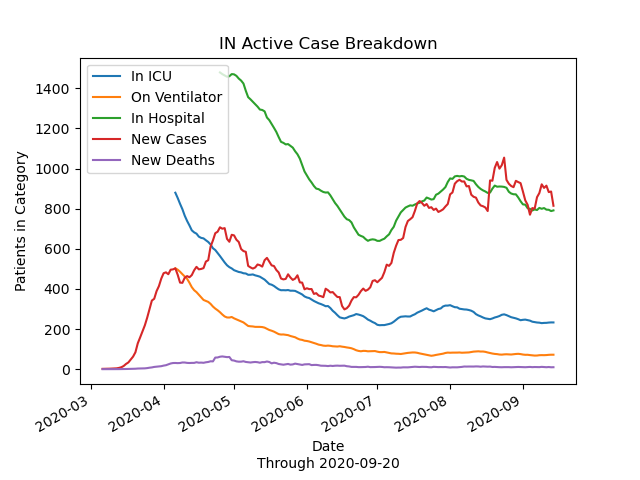 IN Active Case Breakdown
In ICU
On Ventilator
In Hospital
New Cases
New Deaths
Patients in Category
1400
1200
1000
800
600
400
200
0
2020-03 2020-04 2020-05 2020-06 2020-07 2020-08 2020-09
Date
Through 2020-09-20